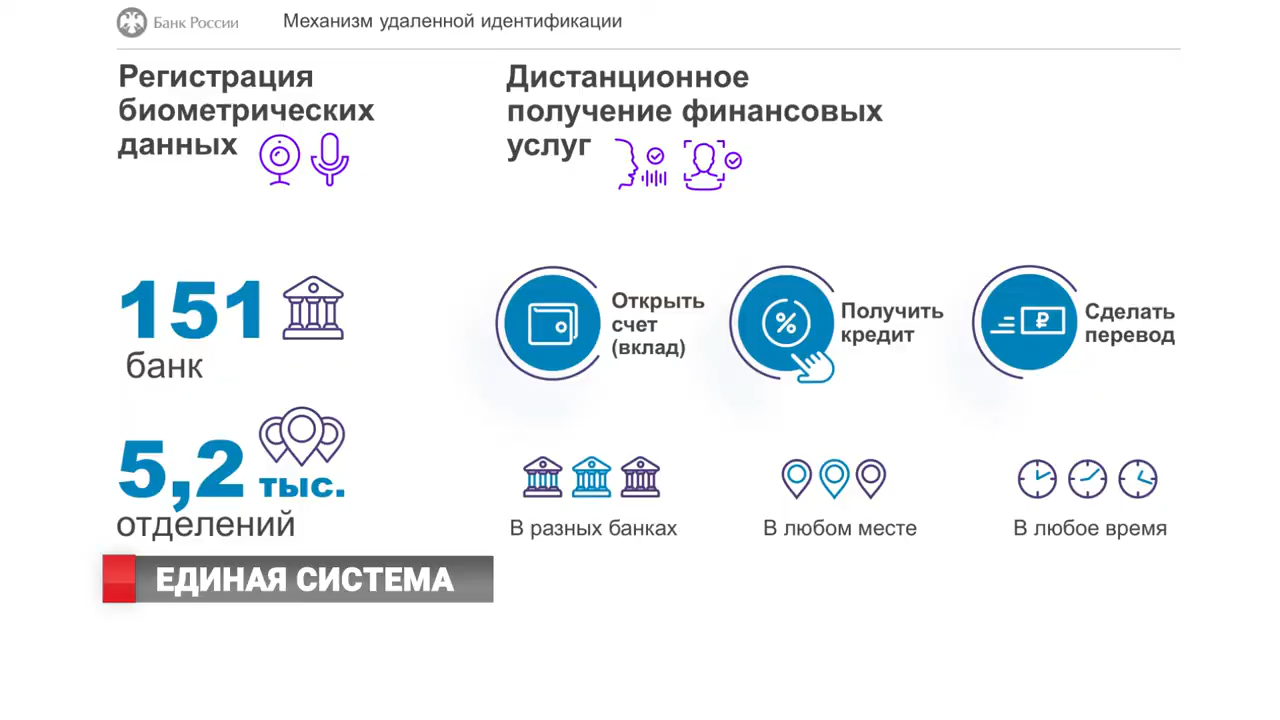 Банк России
Механизм удаленной идентификации
Регистрация
биометрических
данных
Дистанционное
получение финансовых
услуг
151
банк
5,2 тыс.
отделений
Открыть
счет
(вклад)
Получить
кредит
Сделать
перевод
В разных банках
В любом месте
В любое время
ЕДИНАЯ СИСТЕМА